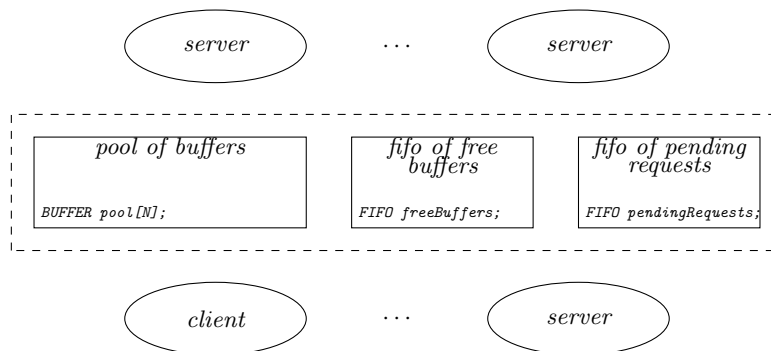 server ... server
pool of buffers
BUFFER pool[N];
fifo of free
buffers
FIFO freeBuffers;
fifo of pending
requests
FIFO pendingRequests;
client ... server